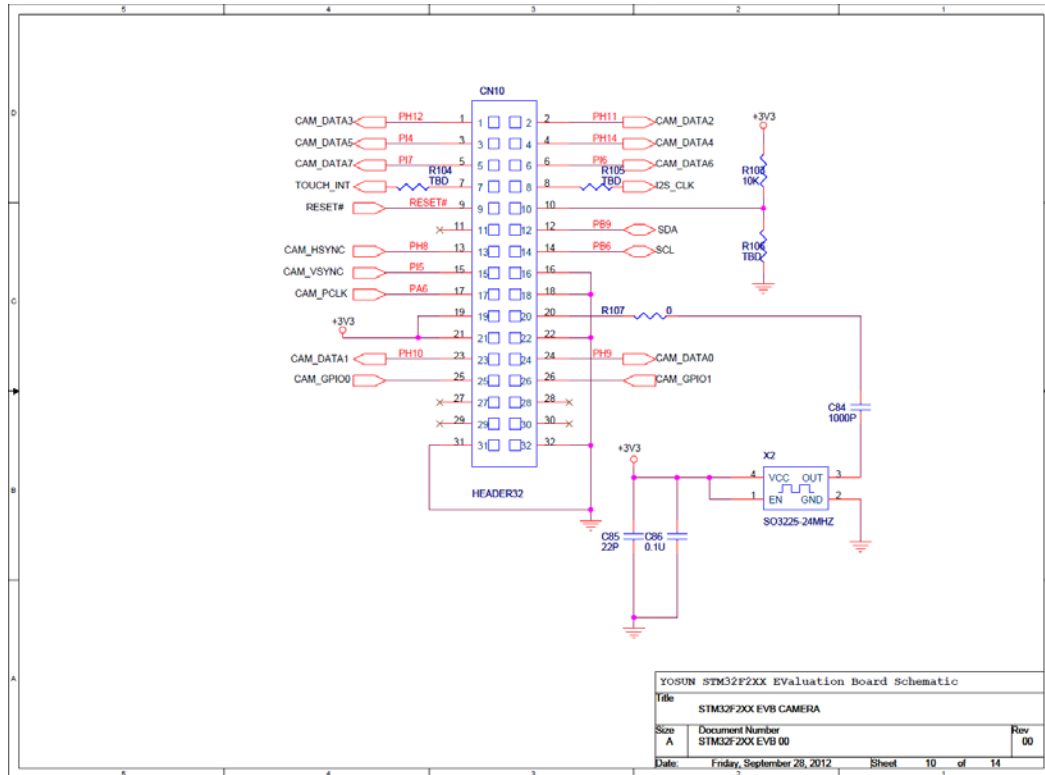 5 4 3 2 1
D
C
B
A
CN10
HEADER32
CAM_DATA3 PH12 1 1 2 2 PH11 CAM_DATA2
CAM_DATA5 PI4 3 3 4 4 PH14 CAM_DATA4
CAM_DATA7 PI7 5 5 6 6 PI6 CAM_DATA6
R104
TBD
R105
TBD
TOUCH_INT 7 7 8 8 I2S_CLK
RESET# RESET# 9 9 10 10
11 11 12 12 PB9 SDA
CAM_HSYNC PH8 13 13 14 14 PB6 SCL
CAM_VSYNC PI5 15 15 16 16
CAM_PCLK PA6 17 17 18 18
19 19 20 20 R107 0
+3V3
21 21 22 22
CAM_DATA1 PH10 23 23 24 24 PH9 CAM_DATA0
CAM_GPIO0 25 25 26 26 CAM_GPIO1
27 27 28 28
29 29 30 30
31 31 32 32
+3V3
R103
10K
R106
TBD
C84
1000P
+3V3
X2
4 VCC OUT 3
1 EN GND 2
SO3225-24MHZ
C85
22P
C86
0.1U
YOSUN STM32F2XX EValuation Board Schematic
Title
STM32F2XX EVB CAMERA
Size
A
Document Number
STM32F2XX EVB 00
Rev
00
Date: Friday, September 28, 2012 Sheet 10 of 14
5 4 3 2 1